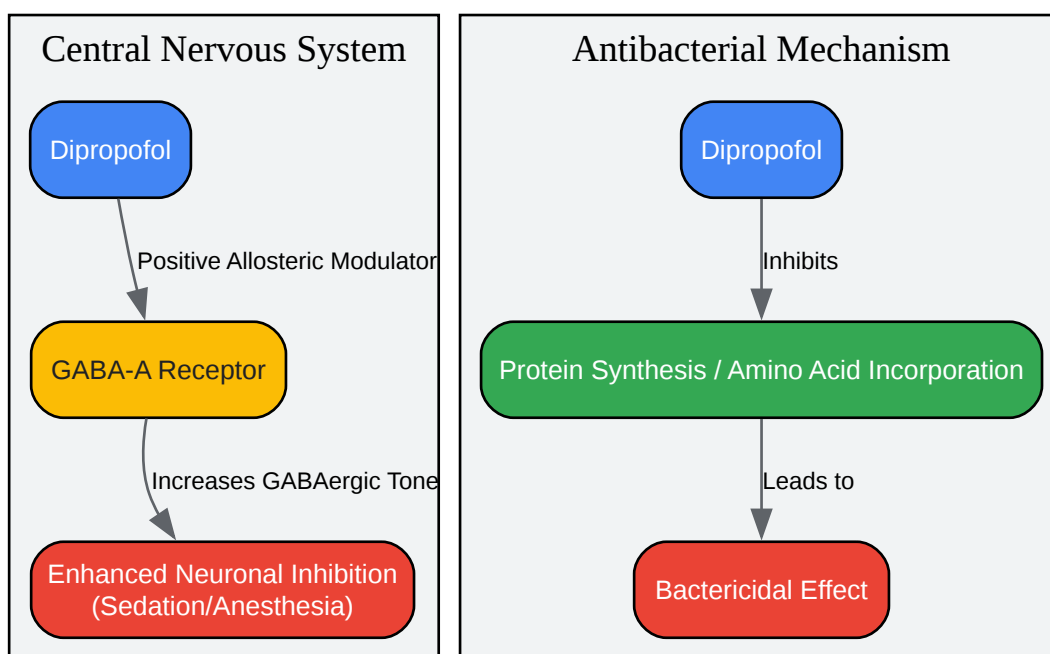 Central Nervous System
Dipropofol
Positive Allosteric Modulator
GABA-A Receptor
Increases GABAergic Tone
Enhanced Neuronal Inhibition
(Sedation/Anesthesia)
Antibacterial Mechanism
Dipropofol
Inhibits
Protein Synthesis / Amino Acid Incorporation
Leads to
Bactericidal Effect